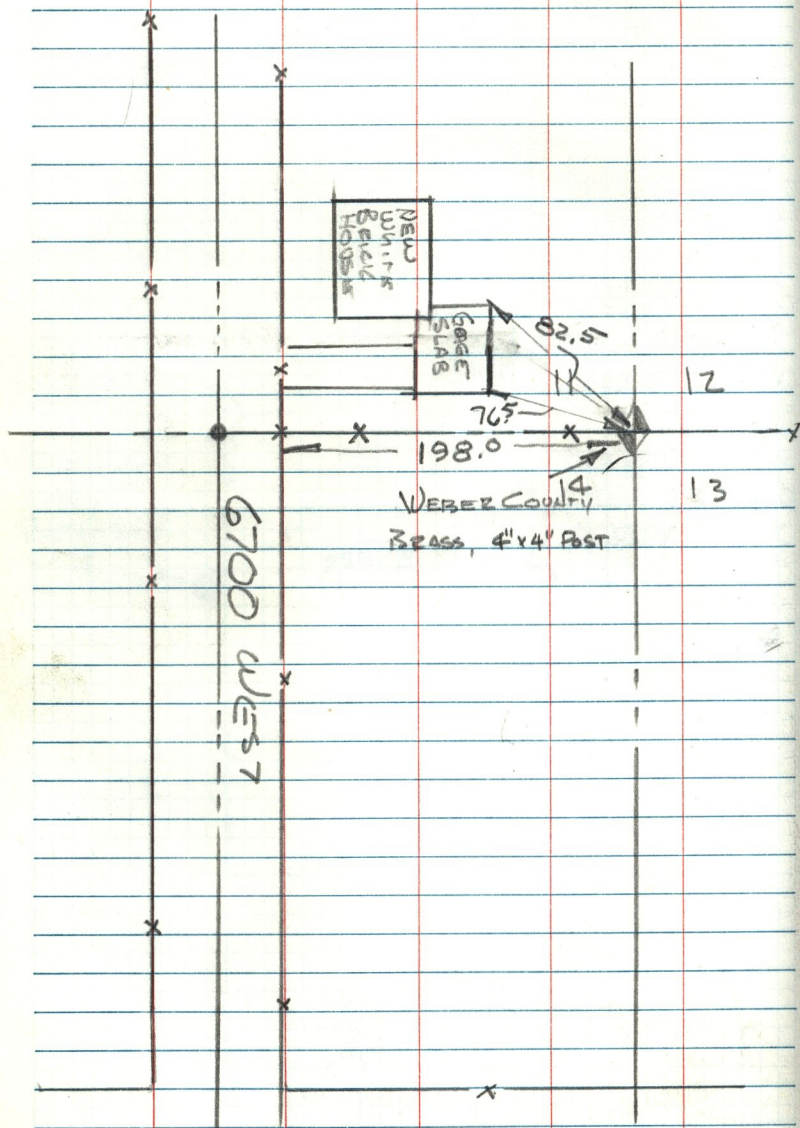 NEW
WHITE
BRICK
HOUSE
GAGE
SLAB
82.5
11
12
76.5
198.0
14
13
WEBER COUNTY
BRASS, 4"x4" POST
6700 WEST